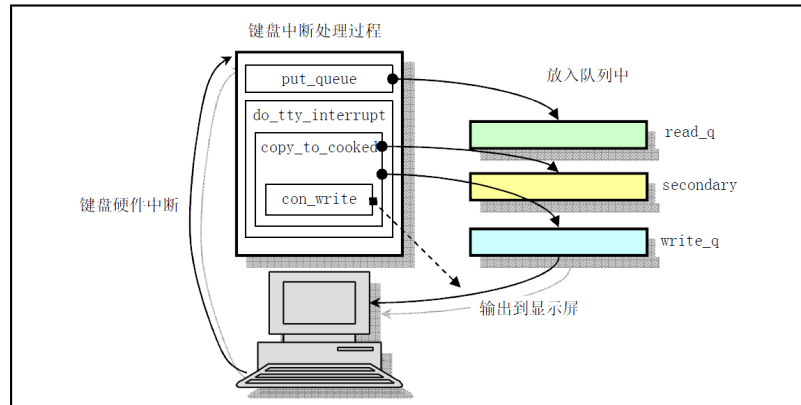 键盘中断处理过程
put_queue
放入队列中
do_tty_interrupt
read_q
copy_to_cooked
secondary
键盘硬件中断
con_write
write_q
输出到显示屏